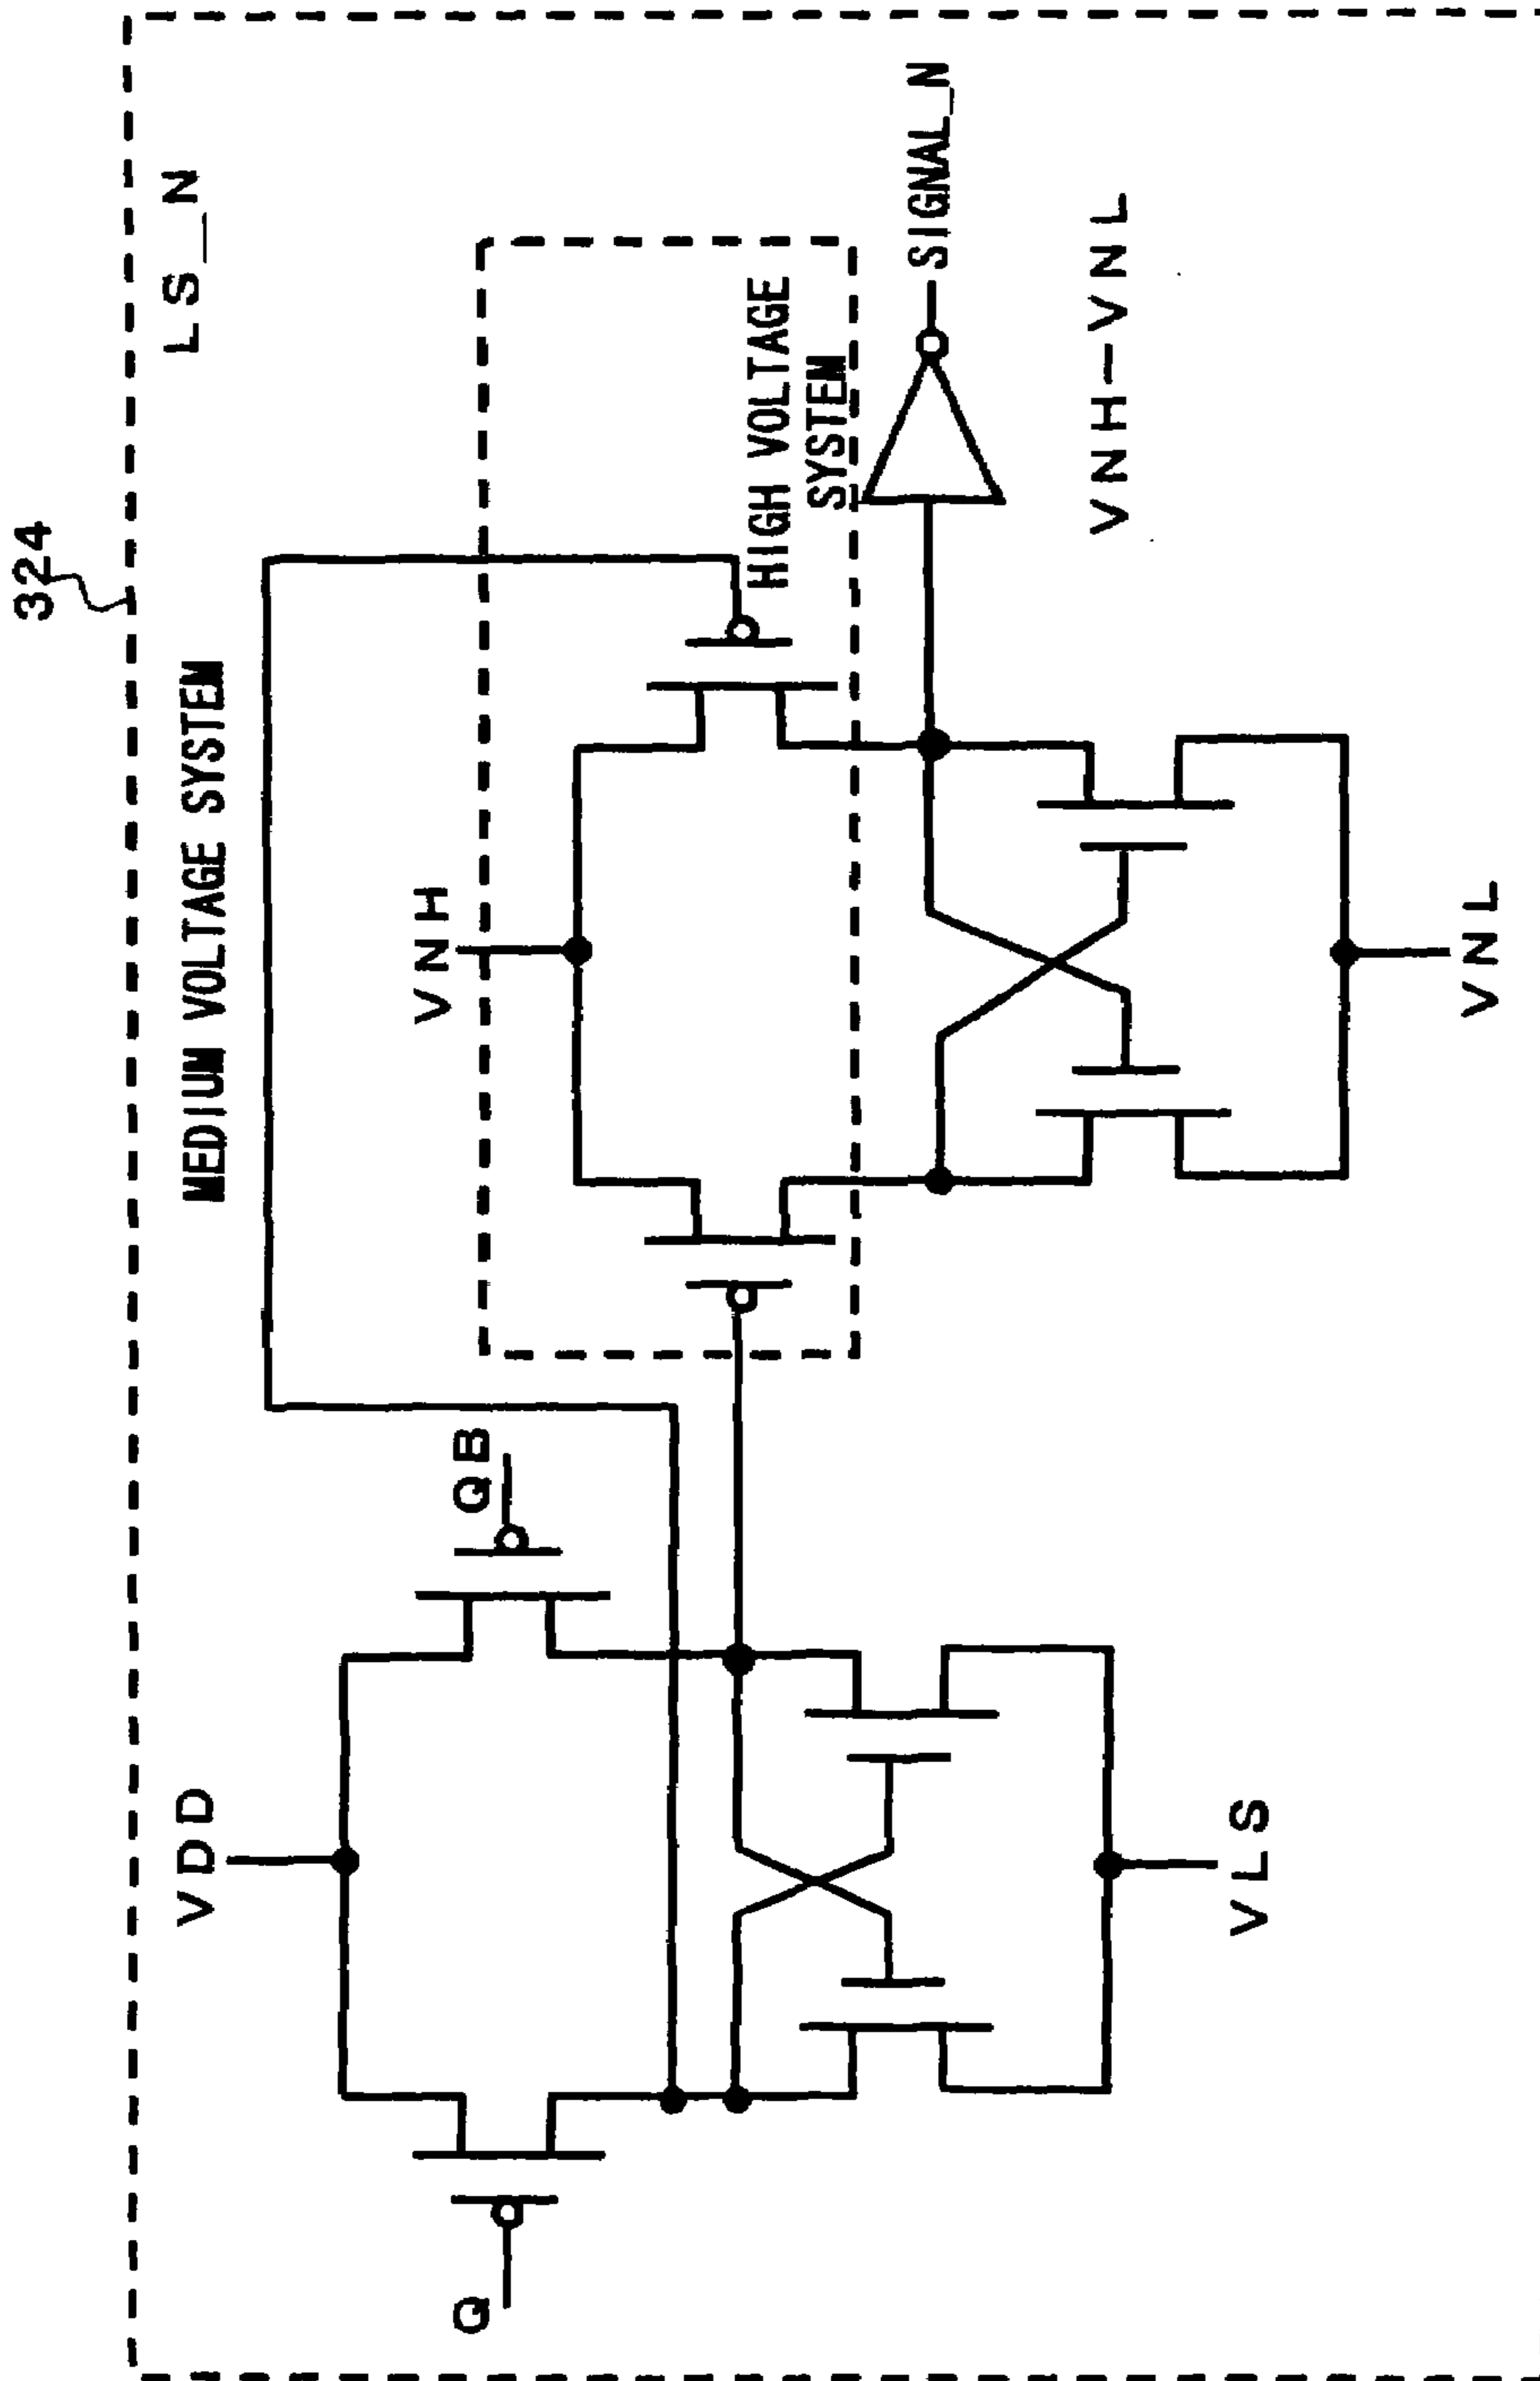 324
LS_N
MEDIUM VOLTAGE SYSTEM
VDD
QB
VNH
Q
HIGH VOLTAGE
SYSTEM
SIGNAL_N
VNH-VNL
VLS
VNL